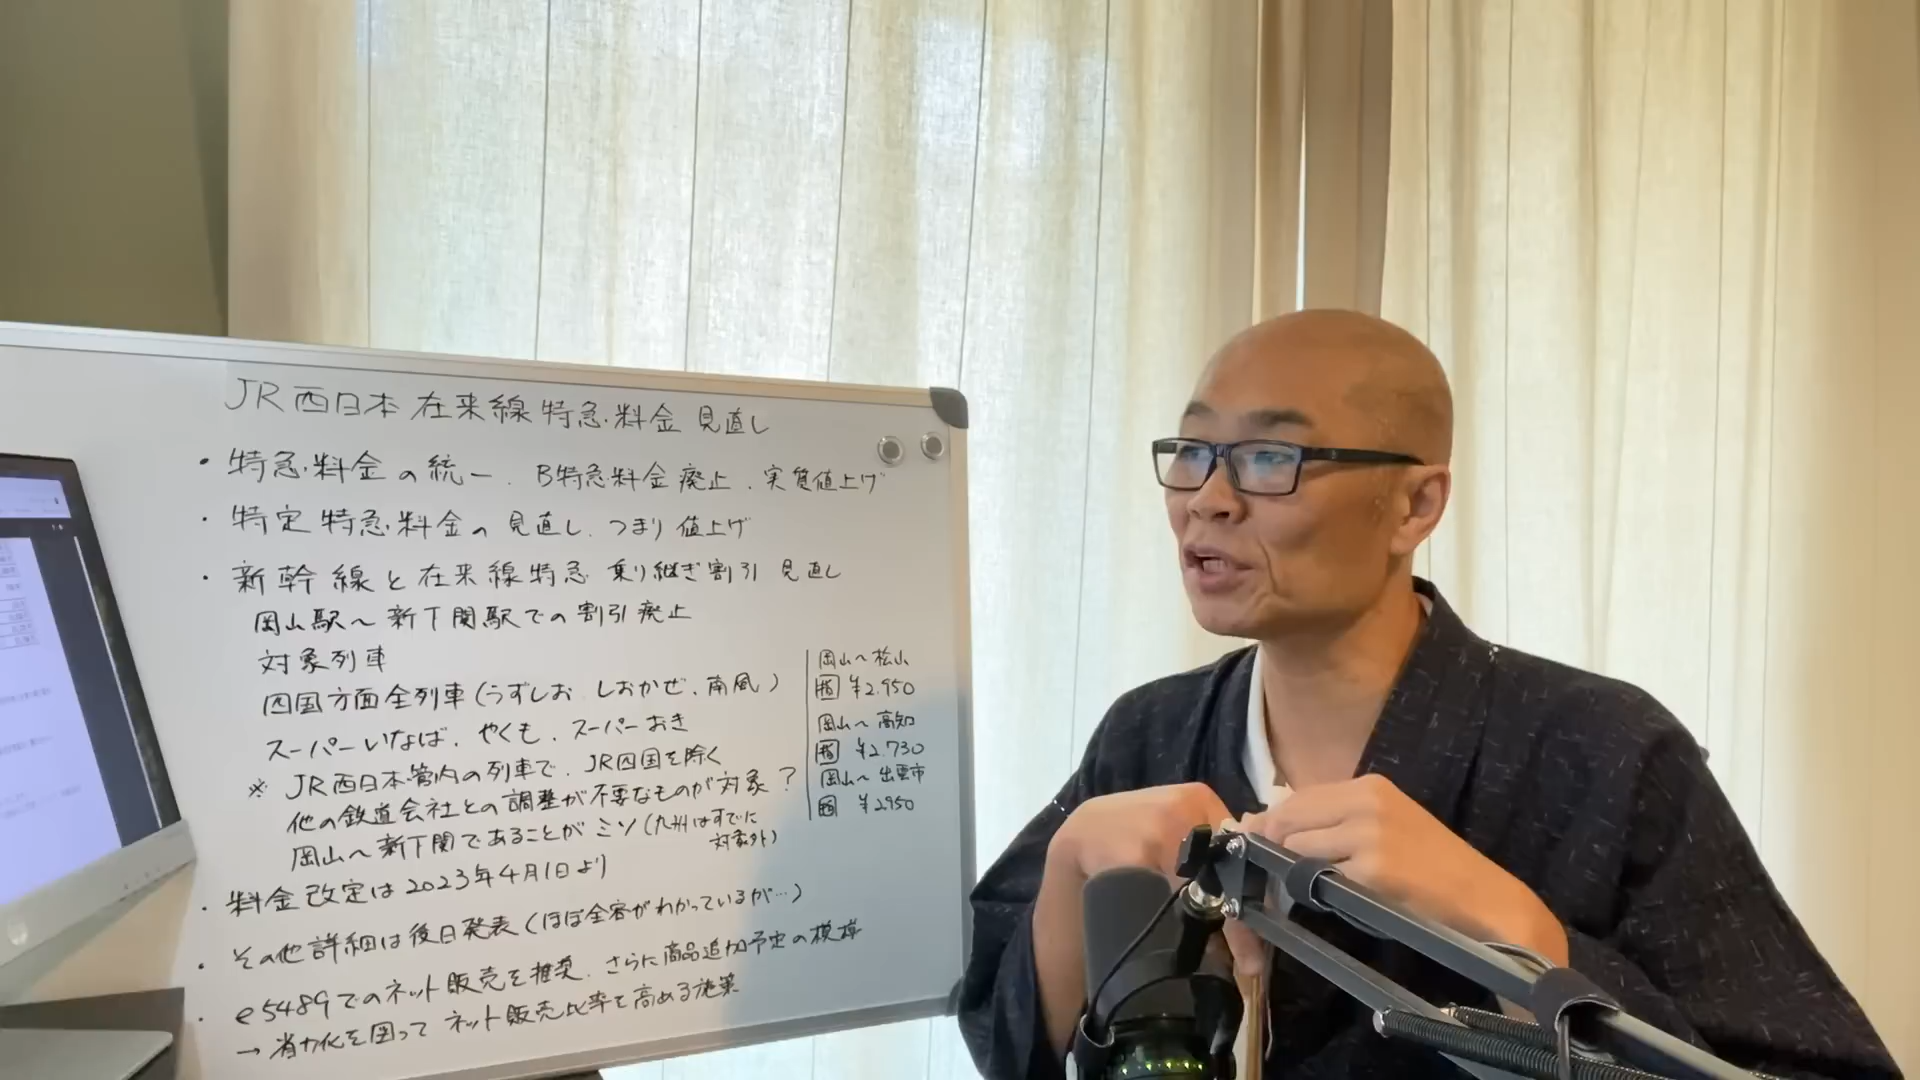 JR西日本 在来線 特急料金 見直し
・特急料金の統一、B特急料金廃止、実質値上げ
・特定特急料金の見直し、つまり値上げ
・新幹線と在来線特急 乗り継ぎ割引 見直し
岡山駅〜新下関駅での割引廃止
対象列車
四国方面全列車(うずしお、しおかぜ、南風)
スーパーいなば、やくも、スーパーおき
※ JR西日本管内の列車で、JR四国を除く
他の鉄道会社との調整が不要なものが対象?
岡山〜新下関であることがミソ(九州はすでに
対象外)
・料金改定は2023年4月1日より
・その他詳細は後日発表(ほぼ全容がわかっているが…)
・e5489でのネット販売を推奨、さらに商品追加予定の模様
→省力化を図って ネット販売比率を高める施策
岡山〜松山
指 ¥2.950
岡山〜高知
指 ¥2.730
岡山〜出雲市
指 ¥2950